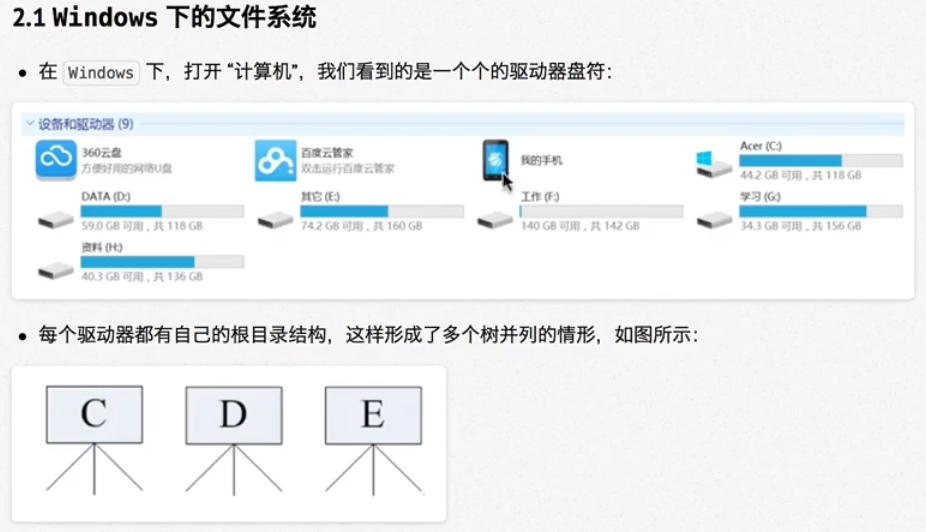 2.1 Windows 下的文件系统
在 Windows 下，打开 “计算机”，我们看到的是一个个的驱动器盘符：
设备和驱动器 (9)
360云盘
方便好用的网络U盘
百度云管家
双击运行百度云管家
我的手机
Acer (C:)
44.2 GB 可用，共 118 GB
DATA (D:)
59.0 GB 可用，共 118 GB
其它 (E:)
74.2 GB 可用，共 160 GB
工作 (F:)
140 GB 可用，共 142 GB
学习 (G:)
34.3 GB 可用，共 156 GB
资料 (H:)
40.3 GB 可用，共 136 GB
每个驱动器都有自己的根目录结构，这样形成了多个树并列的情形，如图所示：
C
D
E